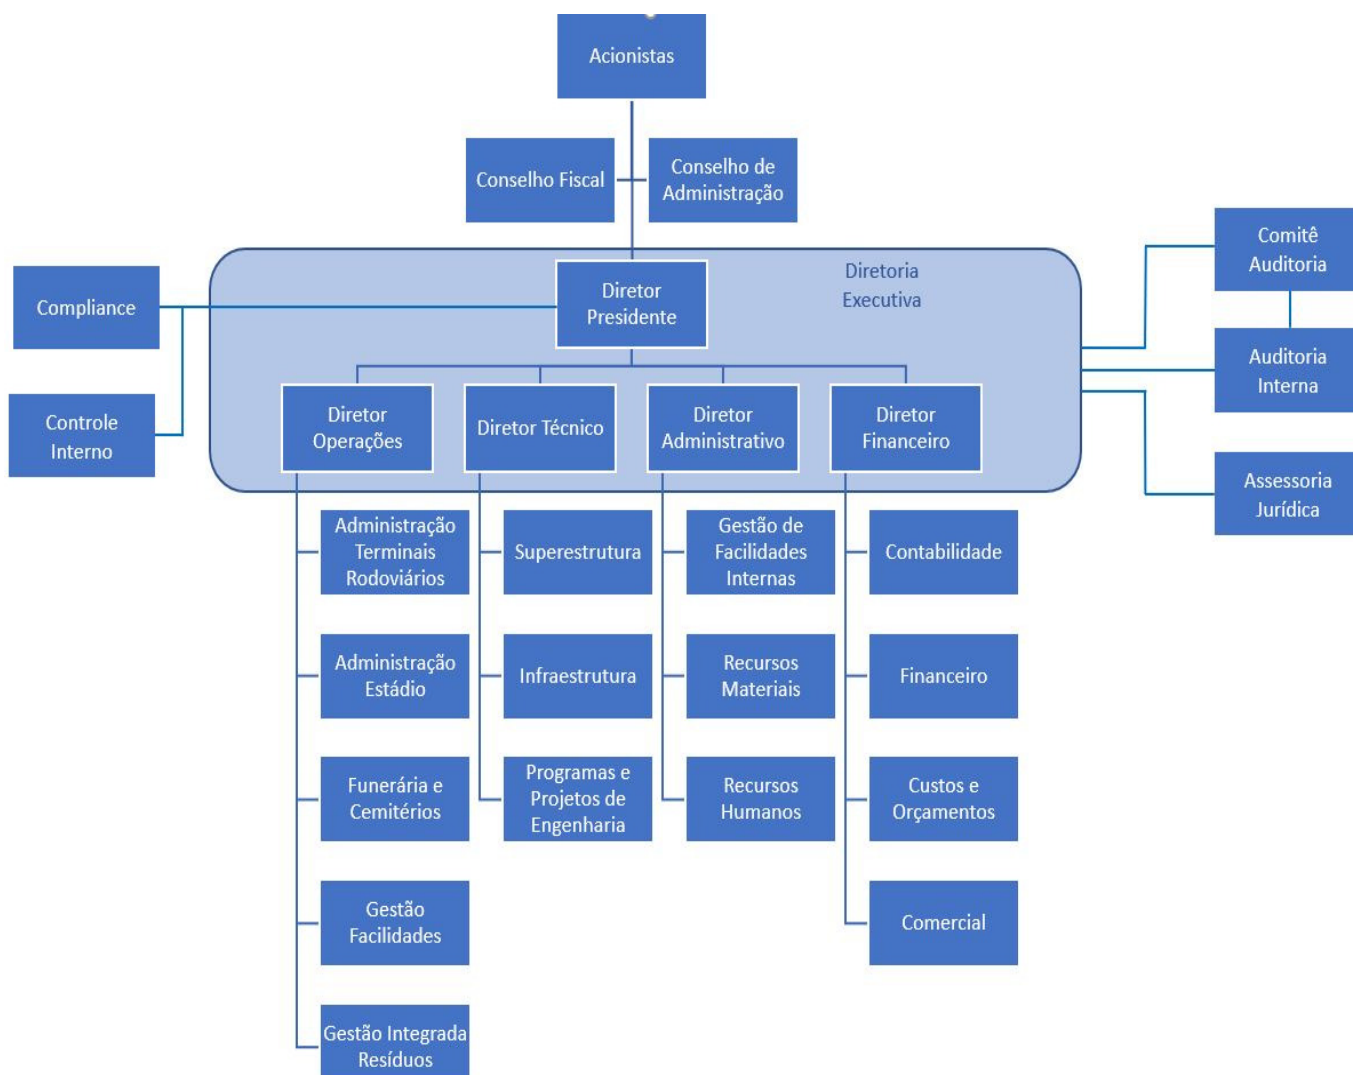 Acionistas
Conselho Fiscal
Conselho de
Administração
Diretoria
Executiva
Diretor
Presidente
Compliance
Controle
Interno
Comitê
Auditoria
Auditoria
Interna
Assessoria
Jurídica
Diretor
Operações
Diretor Técnico
Diretor
Administrativo
Diretor
Financeiro
Administração
Terminais
Rodoviários
Superestrutura
Gestão de
Facilidades
Internas
Contabilidade
Administração
Estádio
Infraestrutura
Recursos
Materiais
Financeiro
Funerária e
Cemitérios
Programas e
Projetos de
Engenharia
Recursos
Humanos
Custos e
Orçamentos
Gestão
Facilidades
Comercial
Gestão Integrada
Resíduos